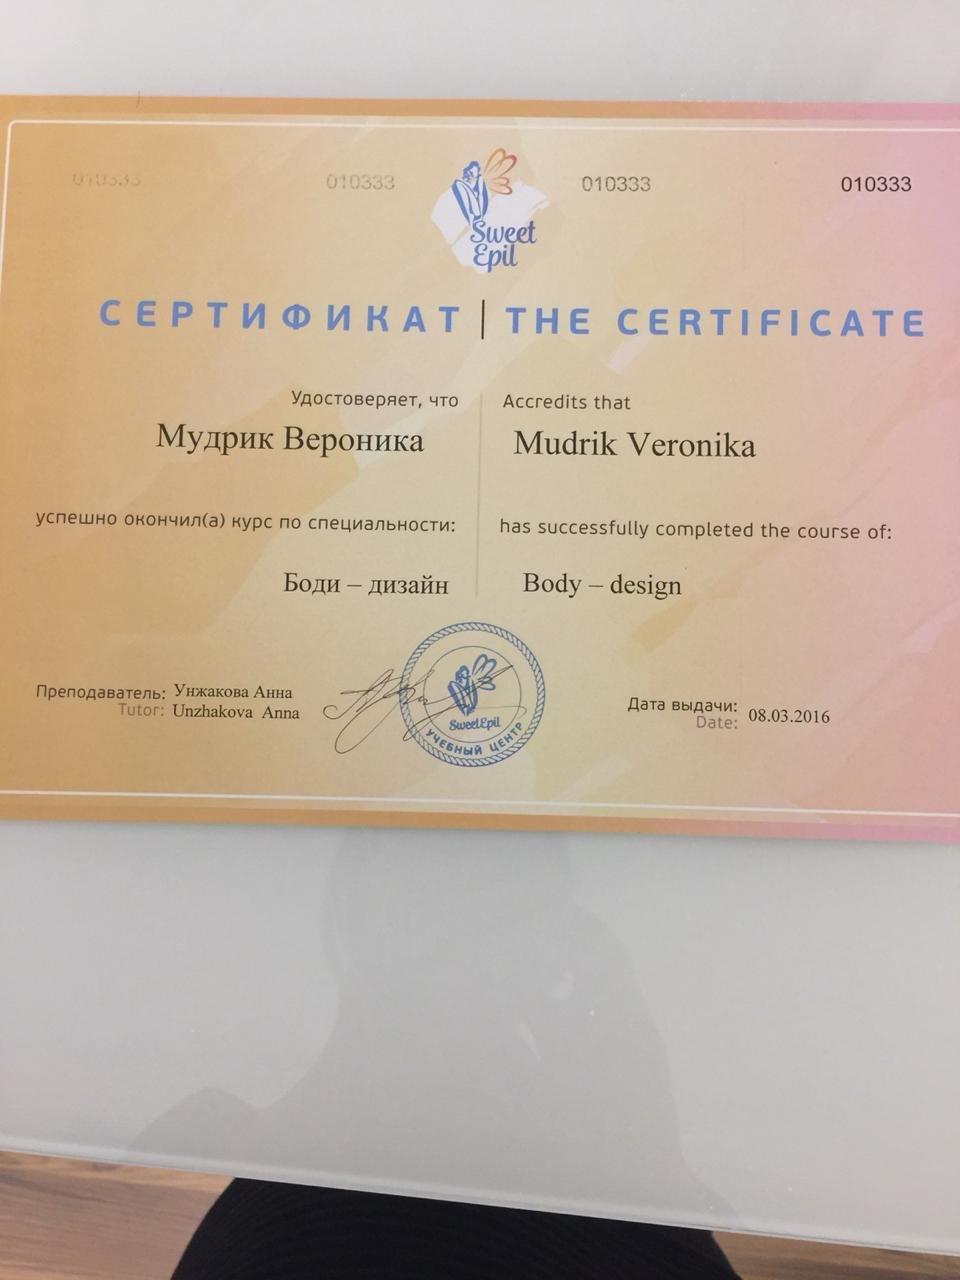 010333 010333 010333 010333
Sweet
Epil
СЕРТИФИКАТ | THE CERTIFICATE
Удостоверяет, что
Мудрик Вероника
успешно окончил(а) курс по специальности:
Боди – дизайн
Accredits that
Mudrik Veronika
has successfully completed the course of:
Body – design
Преподаватель: Унжакова Анна
Tutor: Unzhakova Anna
SweetEpil
УЧЕБНЫЙ ЦЕНТР
Дата выдачи:
Date: 08.03.2016